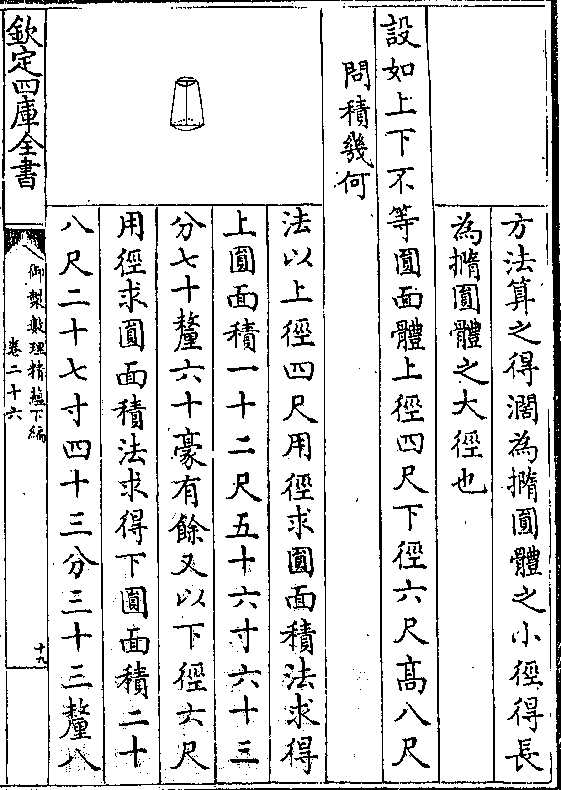 方法算之得濶為撱圓體之小徑得長
為撱圓體之大徑也
設如上下不等圓面體上徑四尺下徑六尺髙八尺
問積幾何
法以上徑四尺用徑求圓面積法求得
上圓面積一十二尺五十六寸六十三
分七十釐六十豪有餘又以下徑六尺
用徑求圓面積法求得下圓面積二十
八尺二十七寸四十三分三十三釐八
欽定四庫全書
御製數理精藴下編
卷二十六
十九